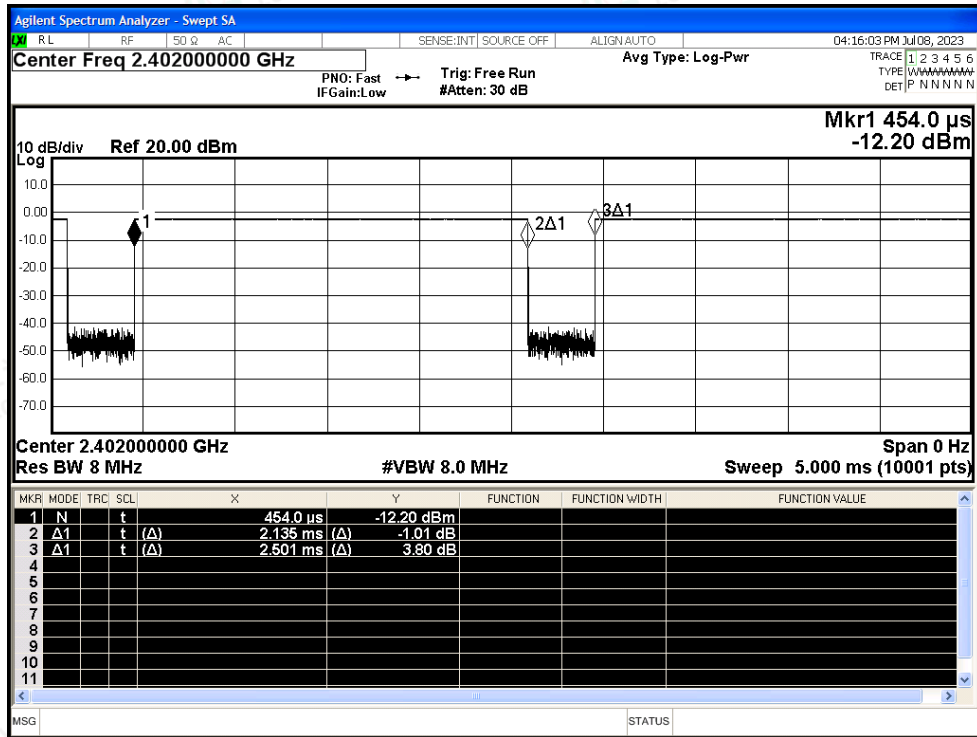 Agilent Spectrum Analyzer - Swept SA
LXI RL RF 50 Ω AC SENSE:INT SOURCE OFF ALIGN AUTO 04:16:03 PM Jul 08, 2023
Center Freq 2.402000000 GHz
PNO: Fast
IFGain:Low
Trig: Free Run
#Atten: 30 dB
Avg Type: Log-Pwr
TRACE 1 2 3 4 5 6
TYPE WWWWWW
DET P N N N N N
Mkr1 454.0 µs
-12.20 dBm
10 dB/div Ref 20.00 dBm
Log
10.0
0.00
-10.0
-20.0
-30.0
-40.0
-50.0
-60.0
-70.0
1
2Δ1
3Δ1
Center 2.402000000 GHz Span 0 Hz
Res BW 8 MHz #VBW 8.0 MHz Sweep 5.000 ms (10001 pts)
MKR MODE TRC SCL X Y FUNCTION FUNCTION WIDTH FUNCTION VALUE
1 N t 454.0 µs -12.20 dBm
2 Δ1 t (Δ) 2.135 ms (Δ) -1.01 dB
3 Δ1 t (Δ) 2.501 ms (Δ) 3.80 dB
4
5
6
7
8
9
10
11
MSG STATUS